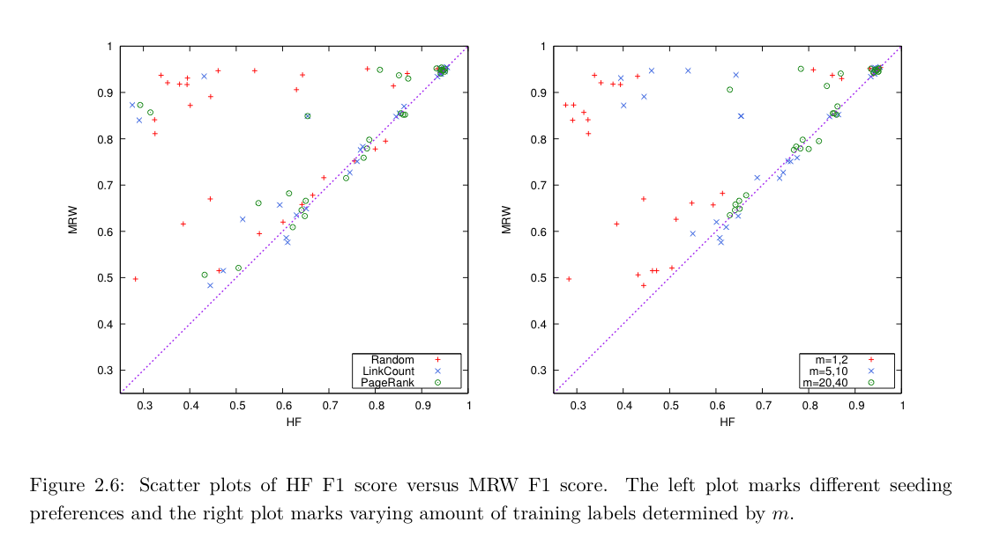 1
0.9
0.8
0.7
0.6
0.5
0.4
0.3
MRW
0.3 0.4 0.5 0.6 0.7 0.8 0.9 1
HF
Random
LinkCount
PageRank
1
0.9
0.8
0.7
0.6
0.5
0.4
0.3
MRW
0.3 0.4 0.5 0.6 0.7 0.8 0.9 1
HF
m=1,2
m=5,10
m=20,40
Figure 2.6: Scatter plots of HF F1 score versus MRW F1 score. The left plot marks different seeding
preferences and the right plot marks varying amount of training labels determined by m.